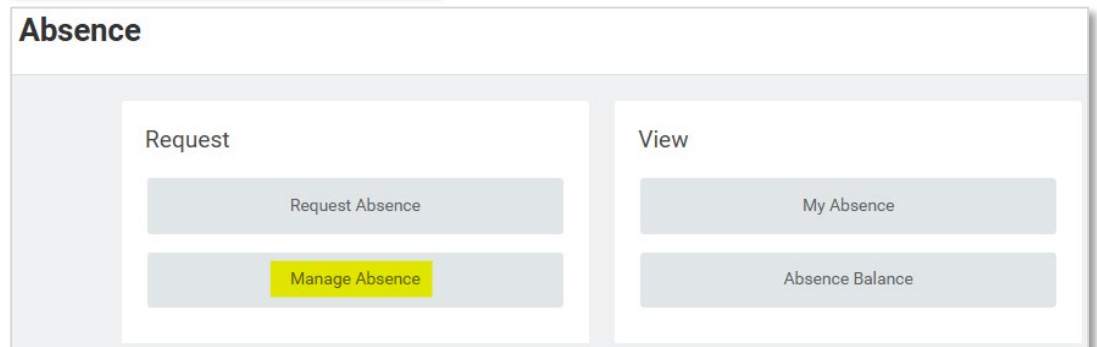 Absence
Request
Request Absence
Manage Absence
View
My Absence
Absence Balance